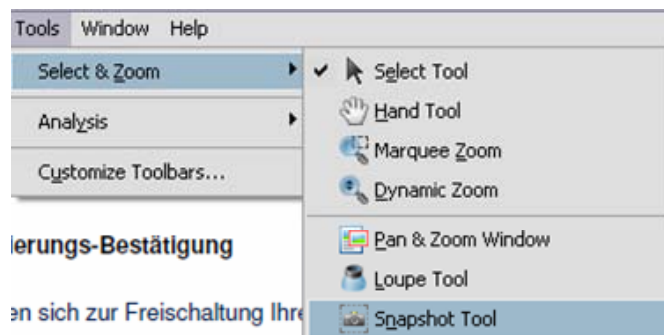 Tools Window Help
Select & Zoom
Analysis
Customize Toolbars...
Select Tool
Hand Tool
Marquee Zoom
Dynamic Zoom
Pan & Zoom Window
Loupe Tool
Snapshot Tool
ierungs-Bestätigung
en sich zur Freischaltung Ihre